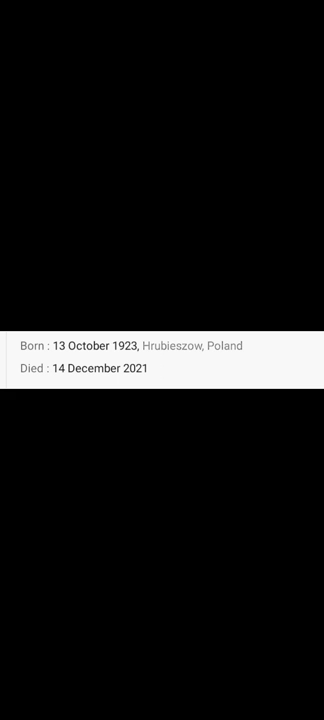 Born : 13 October 1923, Hrubieszow, Poland
Died : 14 December 2021